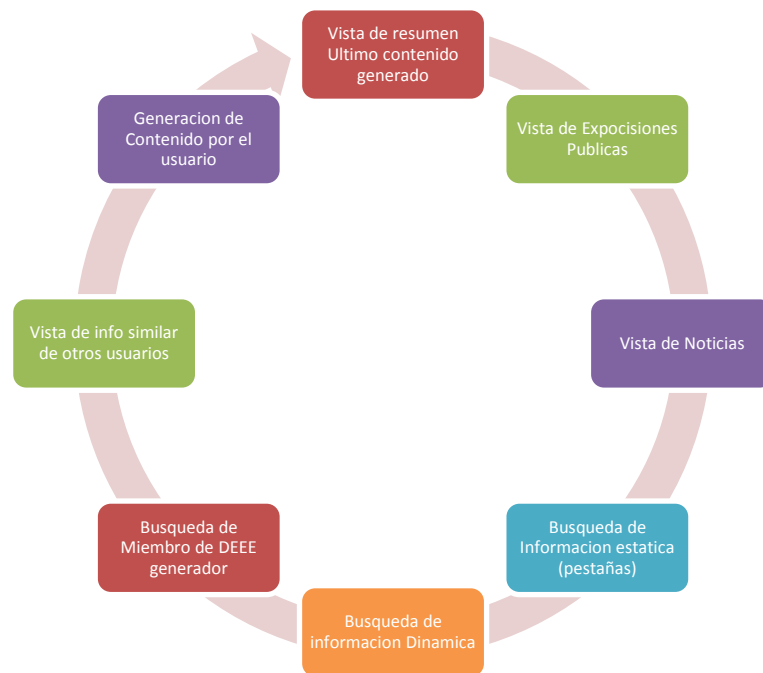 Vista de resumen
Ultimo contenido
generado
Vista de Expocisiones
Publicas
Vista de Noticias
Busqueda de
Informacion estatica
(pestañas)
Busqueda de
informacion Dinamica
Busqueda de
Miembro de DEEE
generador
Vista de info similar
de otros usuarios
Generacion de
Contenido por el
usuario